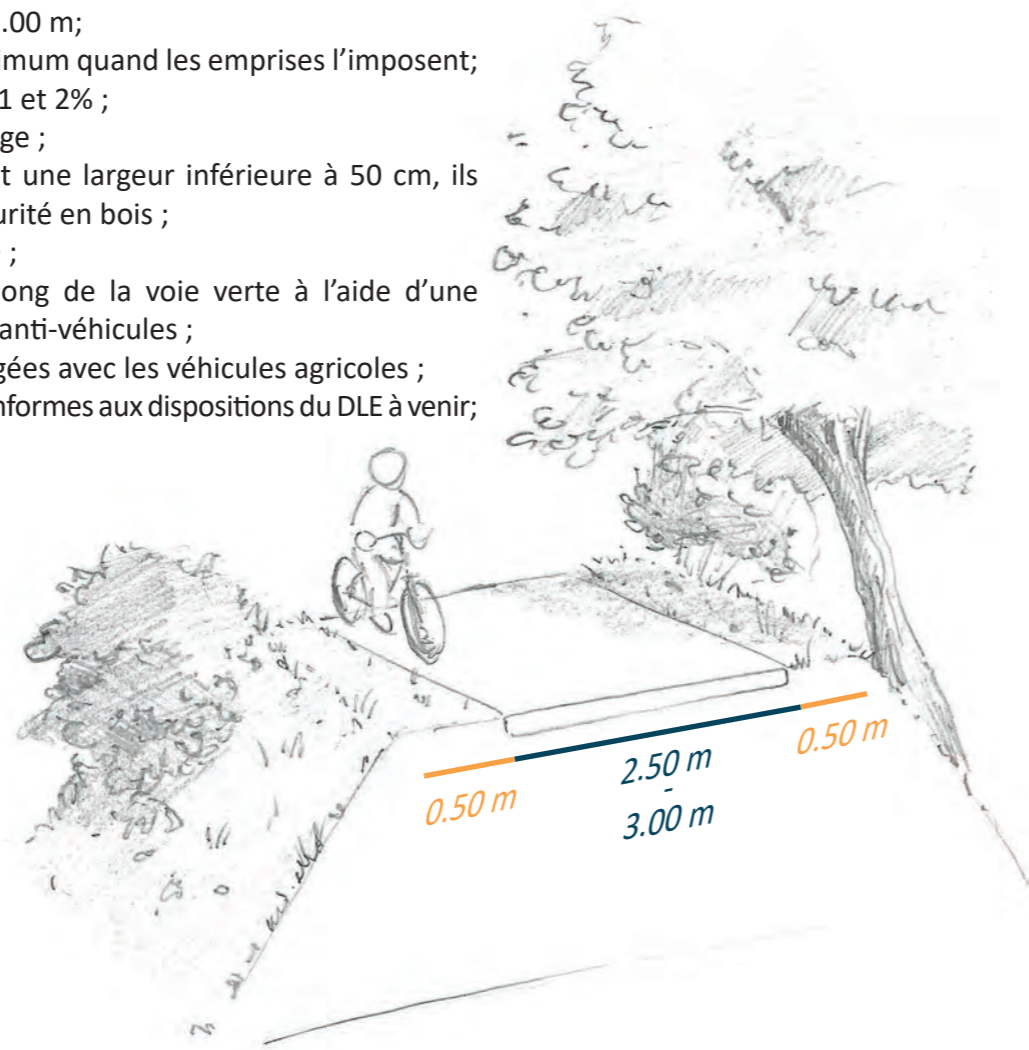 .00 m;
imum quand les emprises l’imposent;
1 et 2% ;
ge ;
t une largeur inférieure à 50 cm, ils
urité en bois ;
;
long de la voie verte à l’aide d’une
anti-véhicules ;
gées avec les véhicules agricoles ;
nformes aux dispositions du DLE à venir;
0.50 m
2.50 m
-
3.00 m
0.50 m